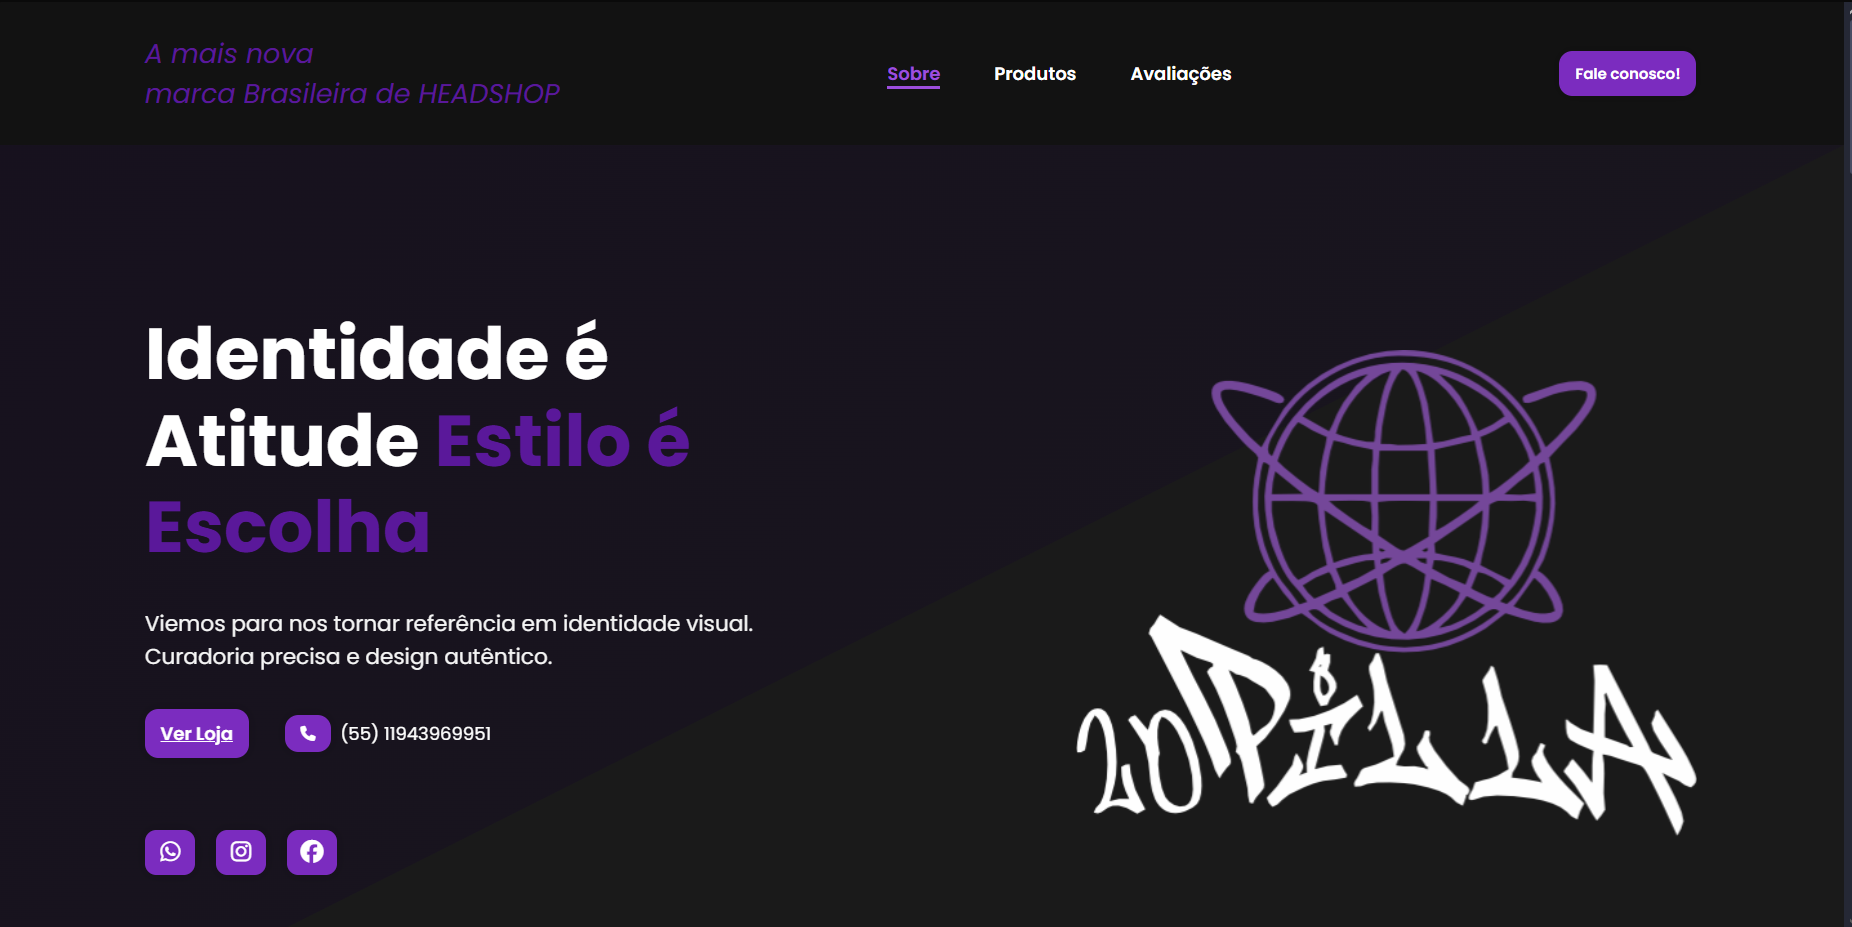 A mais nova
marca Brasileira de HEADSHOP
Sobre
Produtos
Avaliações
Fale conosco!
Identidade é
Atitude Estilo é
Escolha
Viemos para nos tornar referência em identidade visual.
Curadoria precisa e design autêntico.
Ver Loja
(55) 11943969951
20PiLLA